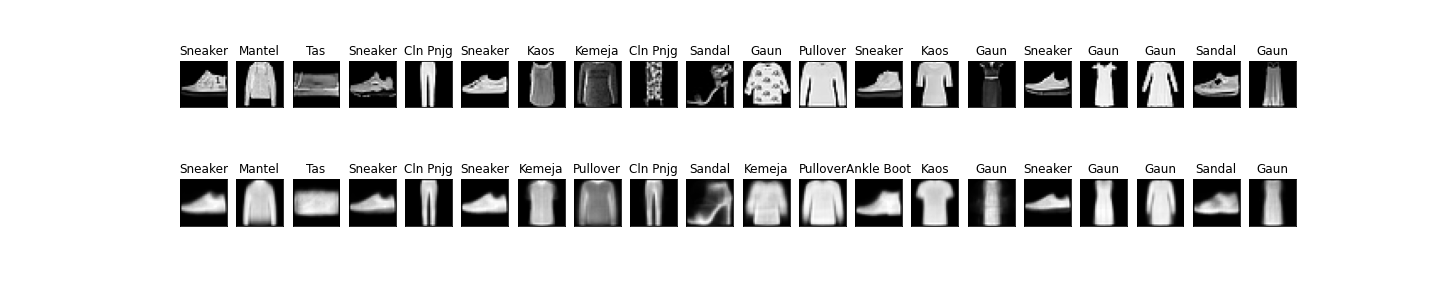 Sneaker Mantel Tas Sneaker Cln Pnjg Sneaker Kaos Kemeja Cln Pnjg Sandal Gaun Pullover Sneaker Kaos Gaun Sneaker Gaun Gaun Sandal Gaun
Sneaker Mantel Tas Sneaker Cln Pnjg Sneaker Kemeja Pullover Cln Pnjg Sandal Kemeja Pullover Ankle Boot Kaos Gaun Sneaker Gaun Gaun Sandal Gaun